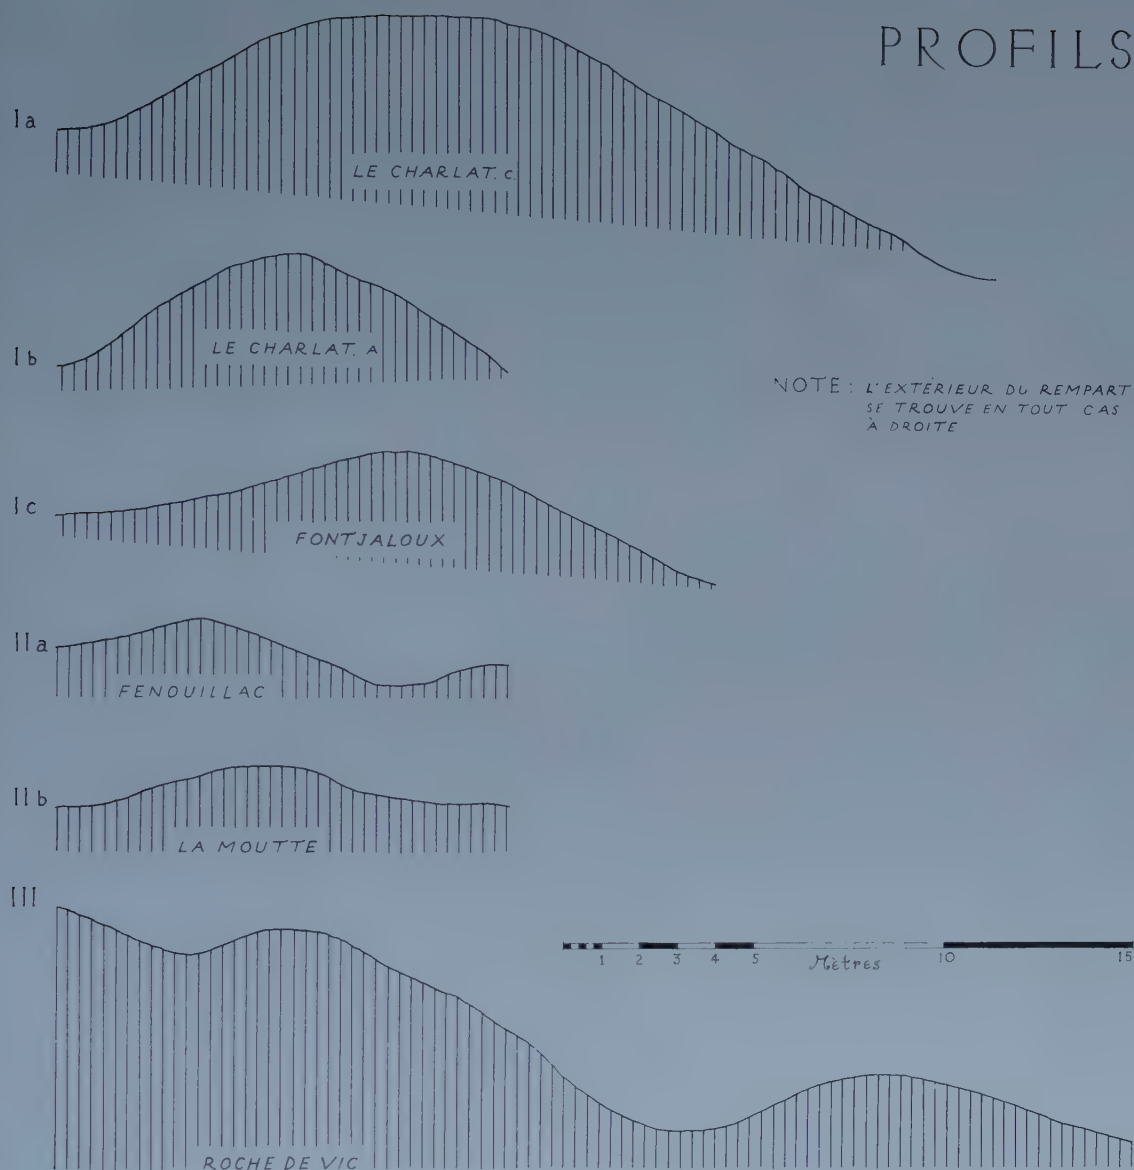 PROFILS
Ia
LE CHARLAT. C.
Ib
LE CHARLAT. A
NOTE: L'EXTÉRIEUR DU REMPART
SE TROUVE EN TOUT CAS
À DROITE
Ic
FONTJALOUX
IIa
FENOUILLAC
IIb
LA MOUTTE
III
1 2 3 4 5 Mètres 10 15
ROCHE DE VIC